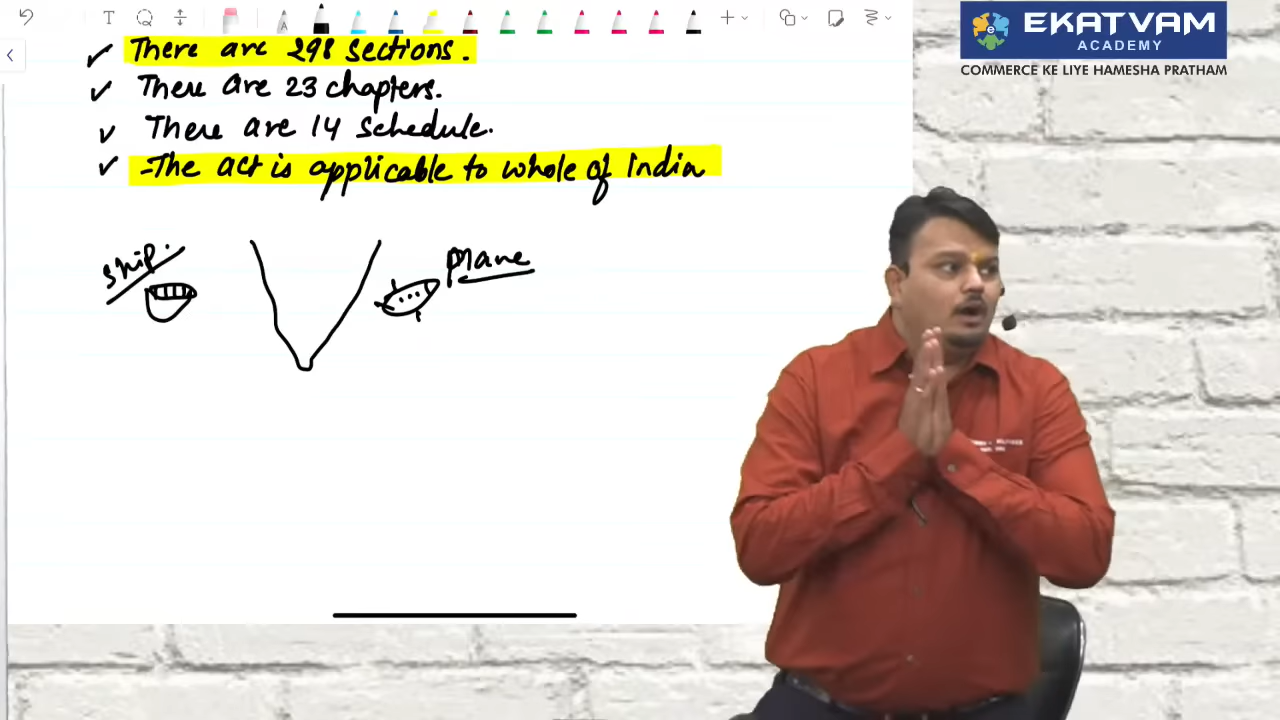 EKATVAM
ACADEMY
COMMERCE KE LIYE HAMESHA PRATHAM
There are 298 sections.
There are 23 chapters.
There are 14 schedule.
The act is applicable to whole of India
ship.
plane